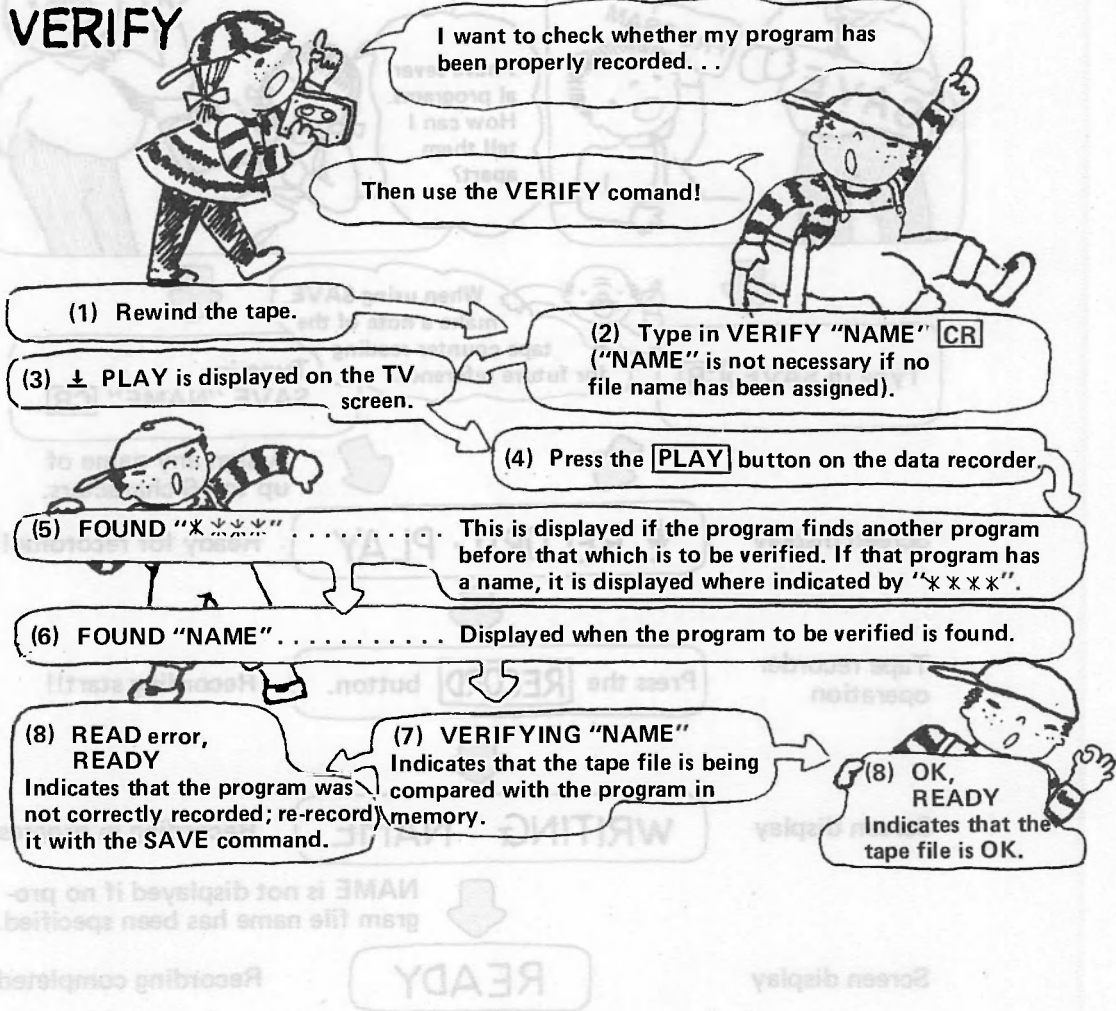 VERIFY
I want to check whether my program has
been properly recorded. . .
Then use the VERIFY comand!
(1) Rewind the tape.
(2) Type in VERIFY "NAME" CR
("NAME" is not necessary if no
file name has been assigned).
(3) ⤓ PLAY is displayed on the TV
screen.
(4) Press the PLAY button on the data recorder.
(5) FOUND "✳✳✳✳" . . . . . . . . . . This is displayed if the program finds another program
before that which is to be verified. If that program has
a name, it is displayed where indicated by "✳✳✳✳".
(6) FOUND "NAME". . . . . . . . . . . Displayed when the program to be verified is found.
(7) VERIFYING "NAME"
Indicates that the tape file is being
compared with the program in
memory.
(8) READ error,
READY
Indicates that the program was
not correctly recorded; re-record
it with the SAVE command.
(8) OK,
READY
Indicates that the
tape file is OK.